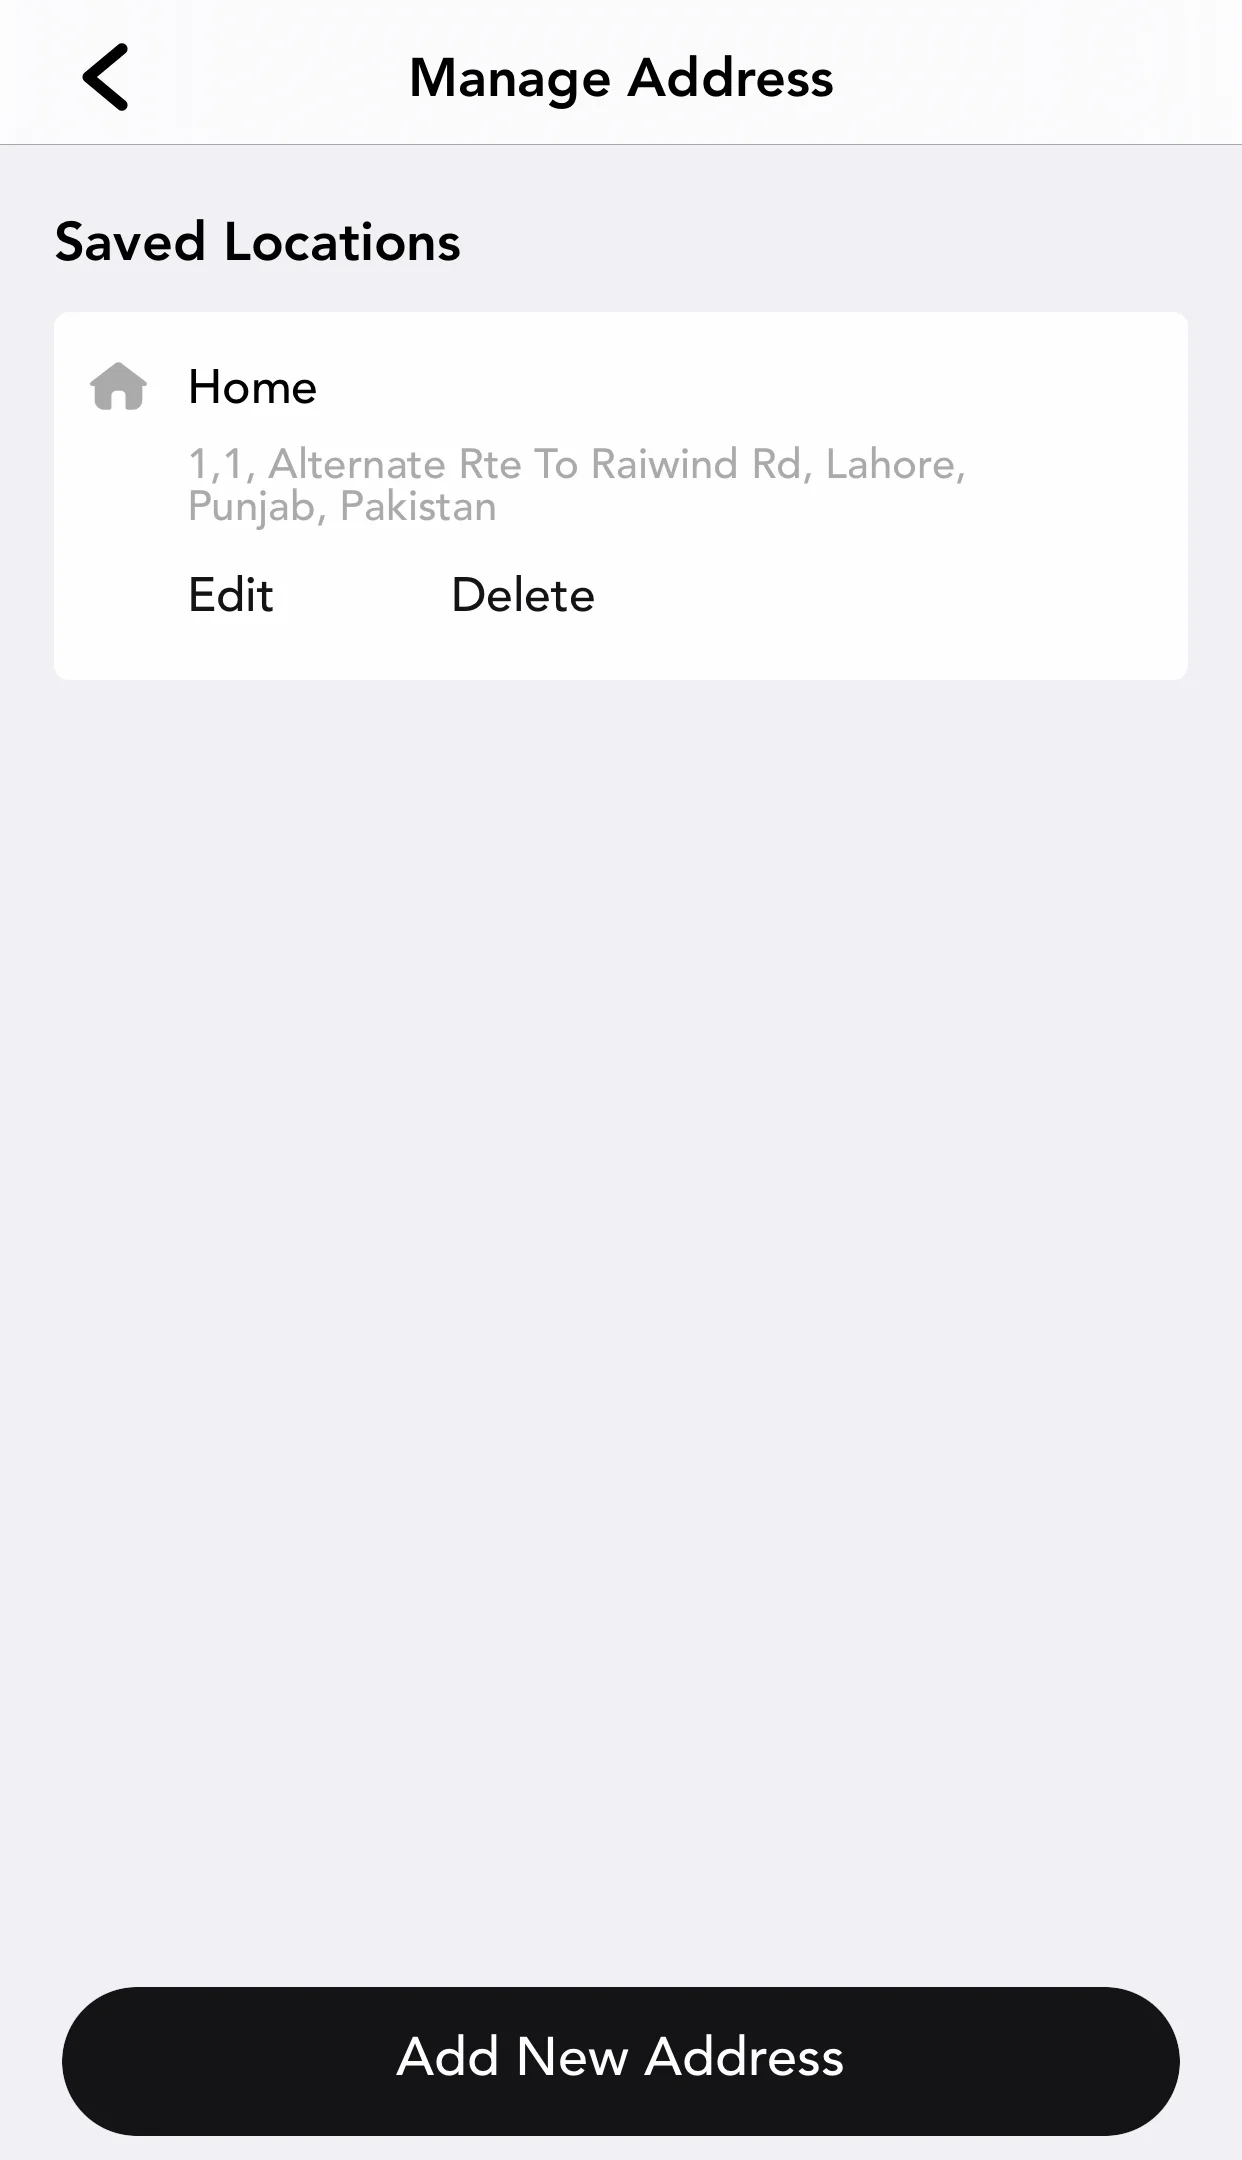 Manage Address
Saved Locations
Home
1,1, Alternate Rte To Raiwind Rd, Lahore,
Punjab, Pakistan
Edit Delete
Add New Address